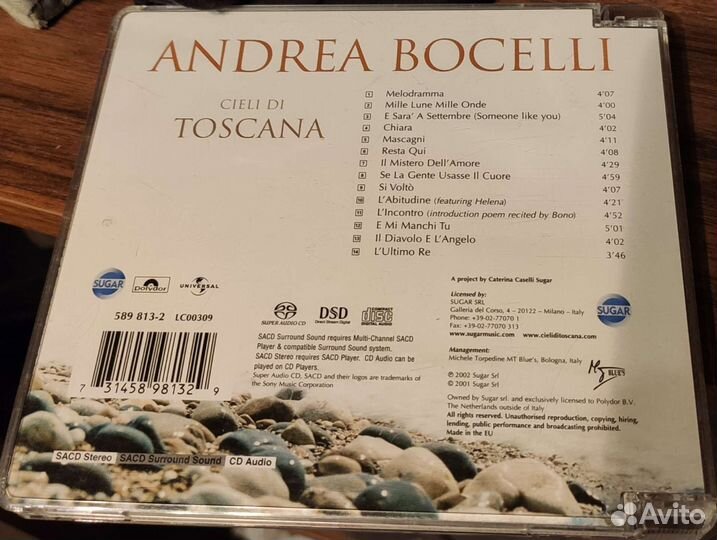 ANDREA BOCELLI
CIELI DI
TOSCANA
1 Melodramma 4'07
2 Mille Lune Mille Onde 4'00
3 E Sara' A Settembre (Someone like you) 5'04
4 Chiara 4'02
5 Mascagni 4'11
6 Resta Qui 4'08
7 Il Mistero Dell'Amore 4'29
8 Se La Gente Usasse Il Cuore 4'59
9 Si Voltò 4'07
10 L'Abitudine (featuring Helena) 4'21
11 L'Incontro (introduction poem recited by Bono) 4'52
12 E Mi Manchi Tu 5'01
13 Il Diavolo E L'Angelo 4'02
14 L'Ultimo Re 3'46
SUGAR
polydor
UNIVERSAL
589 813-2 LC00309
7 31458 98132 9
SUPER AUDIO CD
DSD
Direct Stream Digital
COMPACT
disc
DIGITAL AUDIO
SACD Surround Sound requires Multi-Channel SACD
Player & compatible Surround Sound system.
SACD Stereo requires SACD Player. CD Audio can be
played on CD Players.
Super Audio CD, SACD and their logos are trademarks of
the Sony Music Corporation
A project by Caterina Caselli Sugar
Licensed by:
SUGAR SRL
Galleria del Corso, 4 – 20122 – Milano – Italy
Phone: +39-02-77070 1
Fax: +39-02-77070 313
www.sugarmusic.com www.cieliditoscana.com
SUGAR
Management:
Michele Torpedine MT Blue's, Bologna, Italy
BLUE'S
℗ 2002 Sugar Srl
© 2001 Sugar Srl
Owned by Sugar srl. and exclusively licensed to Polydor B.V.
The Netherlands outside of Italy
All rights reserved. Unauthorised reproduction, copying, hiring,
lending, public performance and broadcasting prohibited.
Made in the EU
SACD Stereo SACD Surround Sound CD Audio
Avito